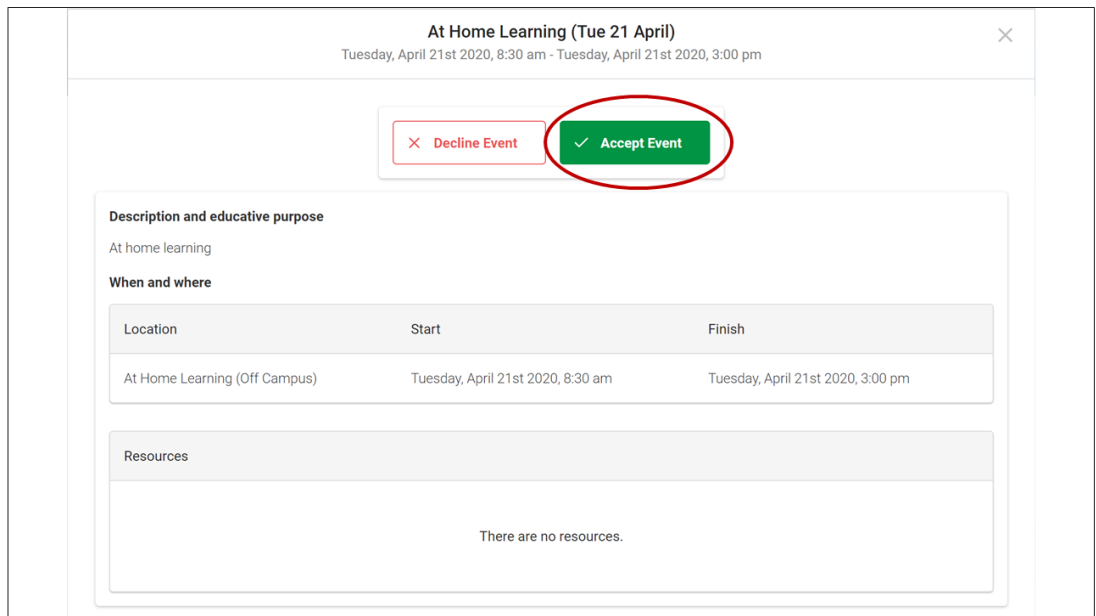 At Home Learning (Tue 21 April)
Tuesday, April 21st 2020, 8:30 am - Tuesday, April 21st 2020, 3:00 pm
Decline Event
Accept Event
Description and educative purpose
At home learning
When and where
Location Start Finish
At Home Learning (Off Campus) Tuesday, April 21st 2020, 8:30 am Tuesday, April 21st 2020, 3:00 pm
Resources
There are no resources.